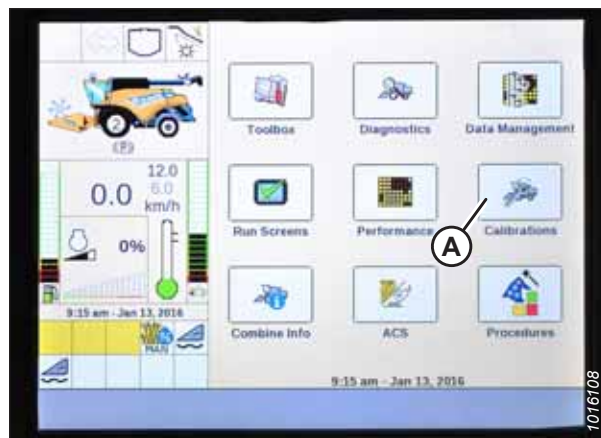 2
(P)
12.0
0.0
6.0
km/h
0%
9:15 am - Jan 13, 2016
MAN
Toolbox
Diagnostics
Data Management
Run Screens
Performance
Calibrations
A
Combine Info
ACS
Procedures
9:15 am - Jan 13, 2016
1016108